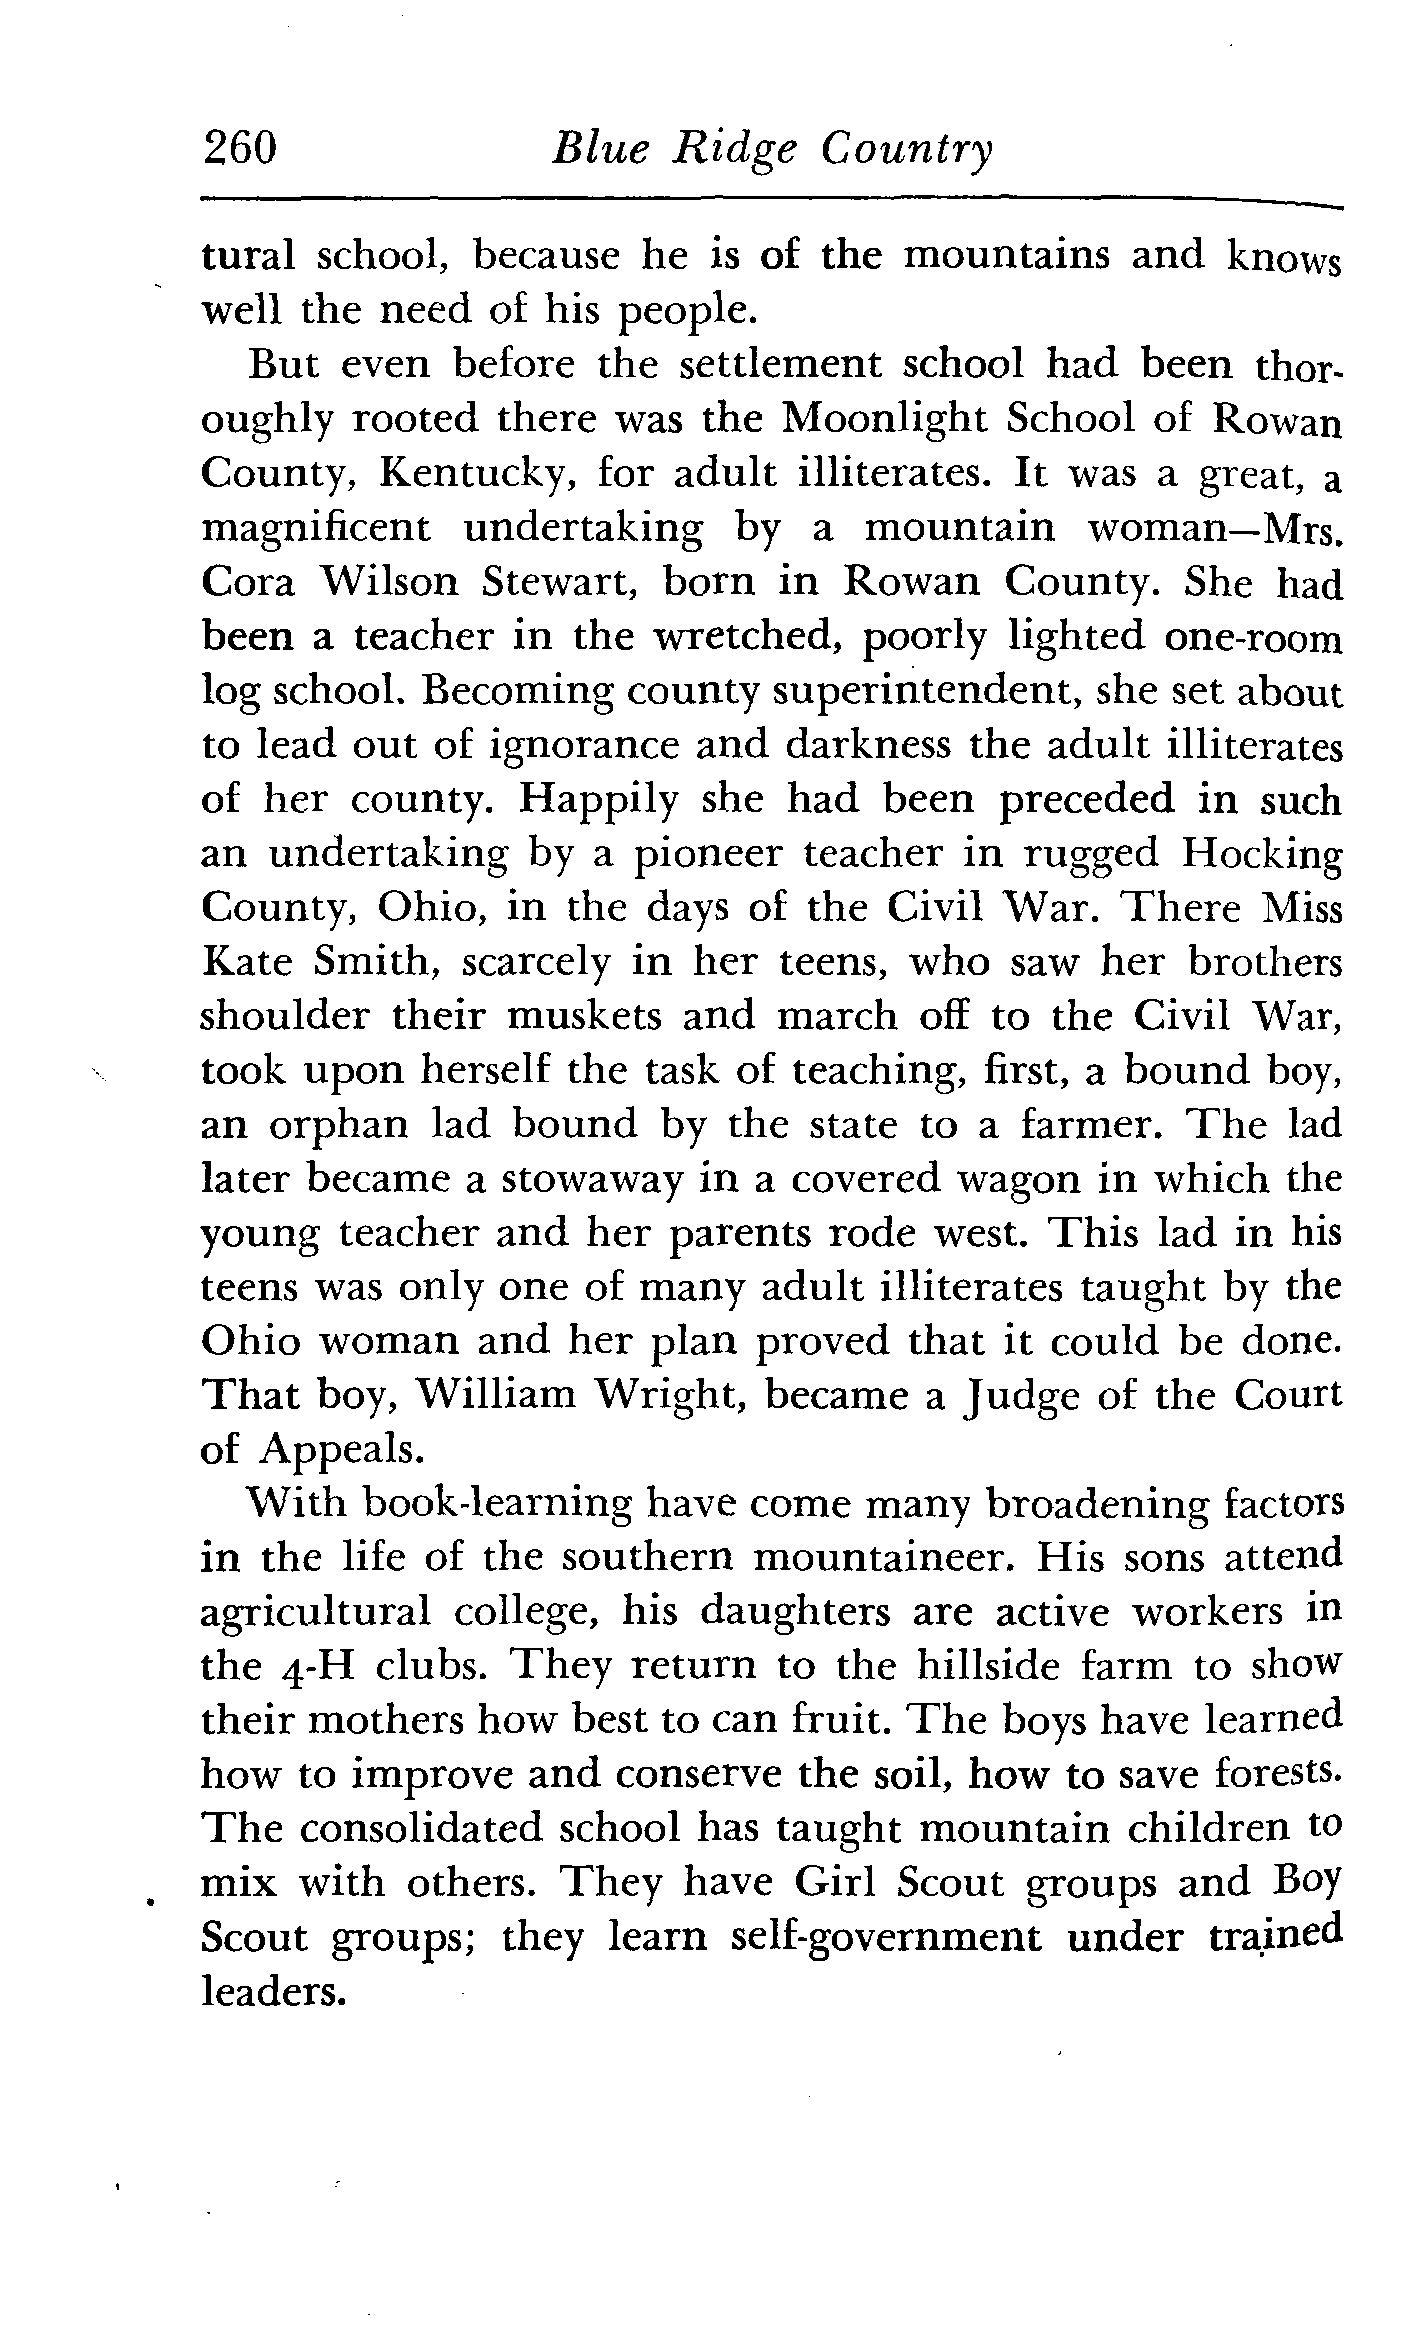 260 Blue Ridge Country
tural school, because he is of the mountains and knows
well the need of his people.
But even before the settlement school had been thor-
oughly rooted there was the Moonlight School of Rowan
County, Kentucky, for adult illiterates. It was a great, a
magnificent undertaking by a mountain woman—Mrs.
Cora Wilson Stewart, born in Rowan County. She had
been a teacher in the wretched, poorly lighted one-room
log school. Becoming county superintendent, she set about
to lead out of ignorance and darkness the adult illiterates
of her county. Happily she had been preceded in such
an undertaking by a pioneer teacher in rugged Hocking
County, Ohio, in the days of the Civil War. There Miss
Kate Smith, scarcely in her teens, who saw her brothers
shoulder their muskets and march off to the Civil War,
took upon herself the task of teaching, first, a bound boy,
an orphan lad bound by the state to a farmer. The lad
later became a stowaway in a covered wagon in which the
young teacher and her parents rode west. This lad in his
teens was only one of many adult illiterates taught by the
Ohio woman and her plan proved that it could be done.
That boy, William Wright, became a Judge of the Court
of Appeals.
With book-learning have come many broadening factors
in the life of the southern mountaineer. His sons attend
agricultural college, his daughters are active workers in
the 4-H clubs. They return to the hillside farm to show
their mothers how best to can fruit. The boys have learned
how to improve and conserve the soil, how to save forests.
The consolidated school has taught mountain children to
mix with others. They have Girl Scout groups and Boy
Scout groups; they learn self-government under trained
leaders.